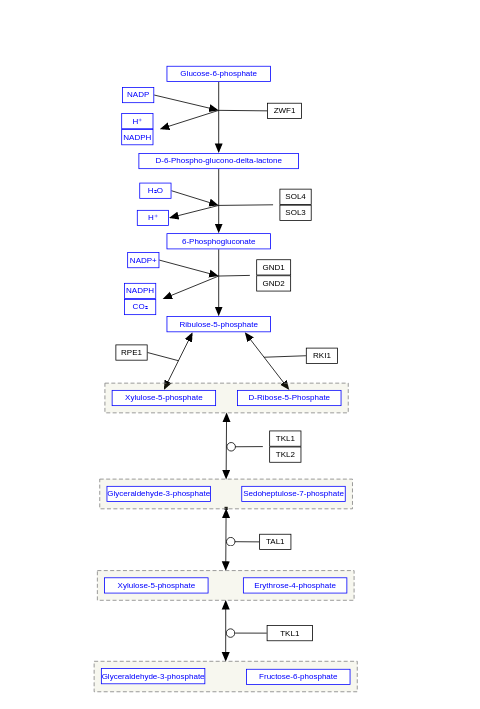 Glucose-6-phosphate
NADP
ZWF1
H⁺
NADPH
D-6-Phospho-glucono-delta-lactone
H₂O
SOL4
SOL3
H⁺
6-Phosphogluconate
NADP+
GND1
GND2
NADPH
CO₂
Ribulose-5-phosphate
RPE1
RKI1
Xylulose-5-phosphate
D-Ribose-5-Phosphate
TKL1
TKL2
Glyceraldehyde-3-phosphate
Sedoheptulose-7-phosphate
TAL1
Xylulose-5-phosphate
Erythrose-4-phosphate
TKL1
Glyceraldehyde-3-phosphate
Fructose-6-phosphate